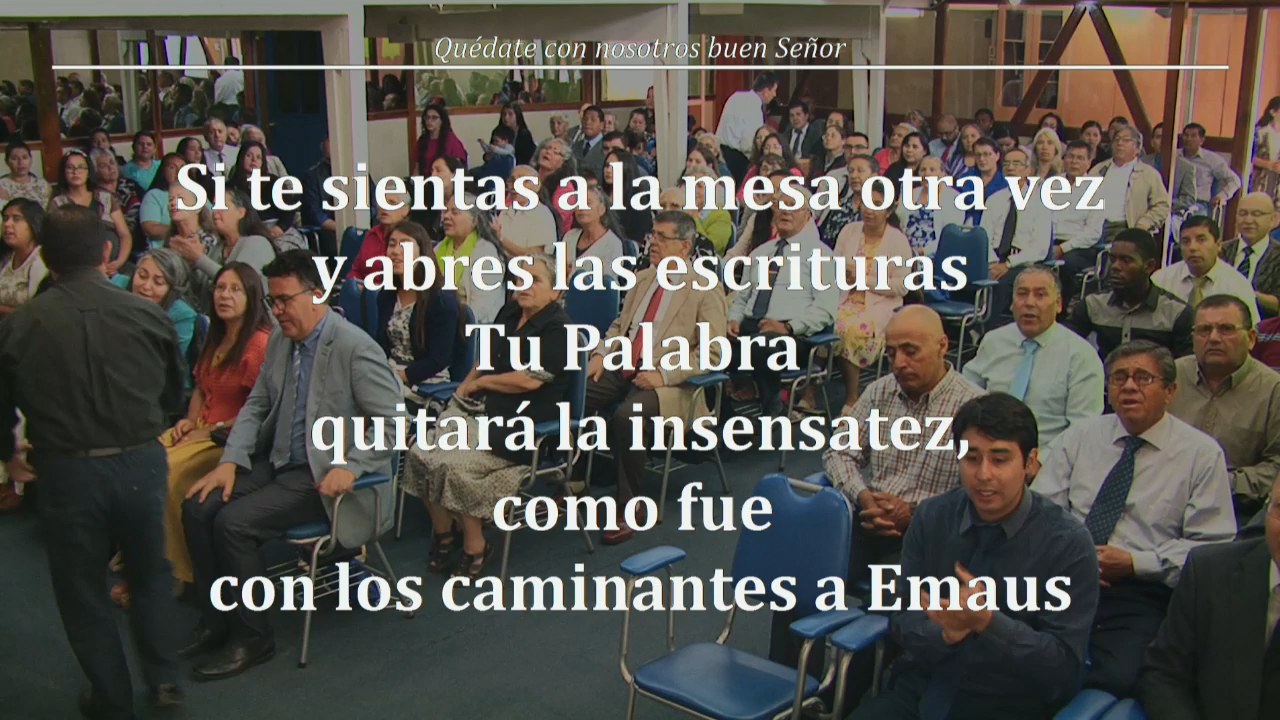 Quédate con nosotros buen Señor
Si te sientas a la mesa otra vez
y abres las escrituras
Tu Palabra
quitará la insensatez,
como fue
con los caminantes a Emaus